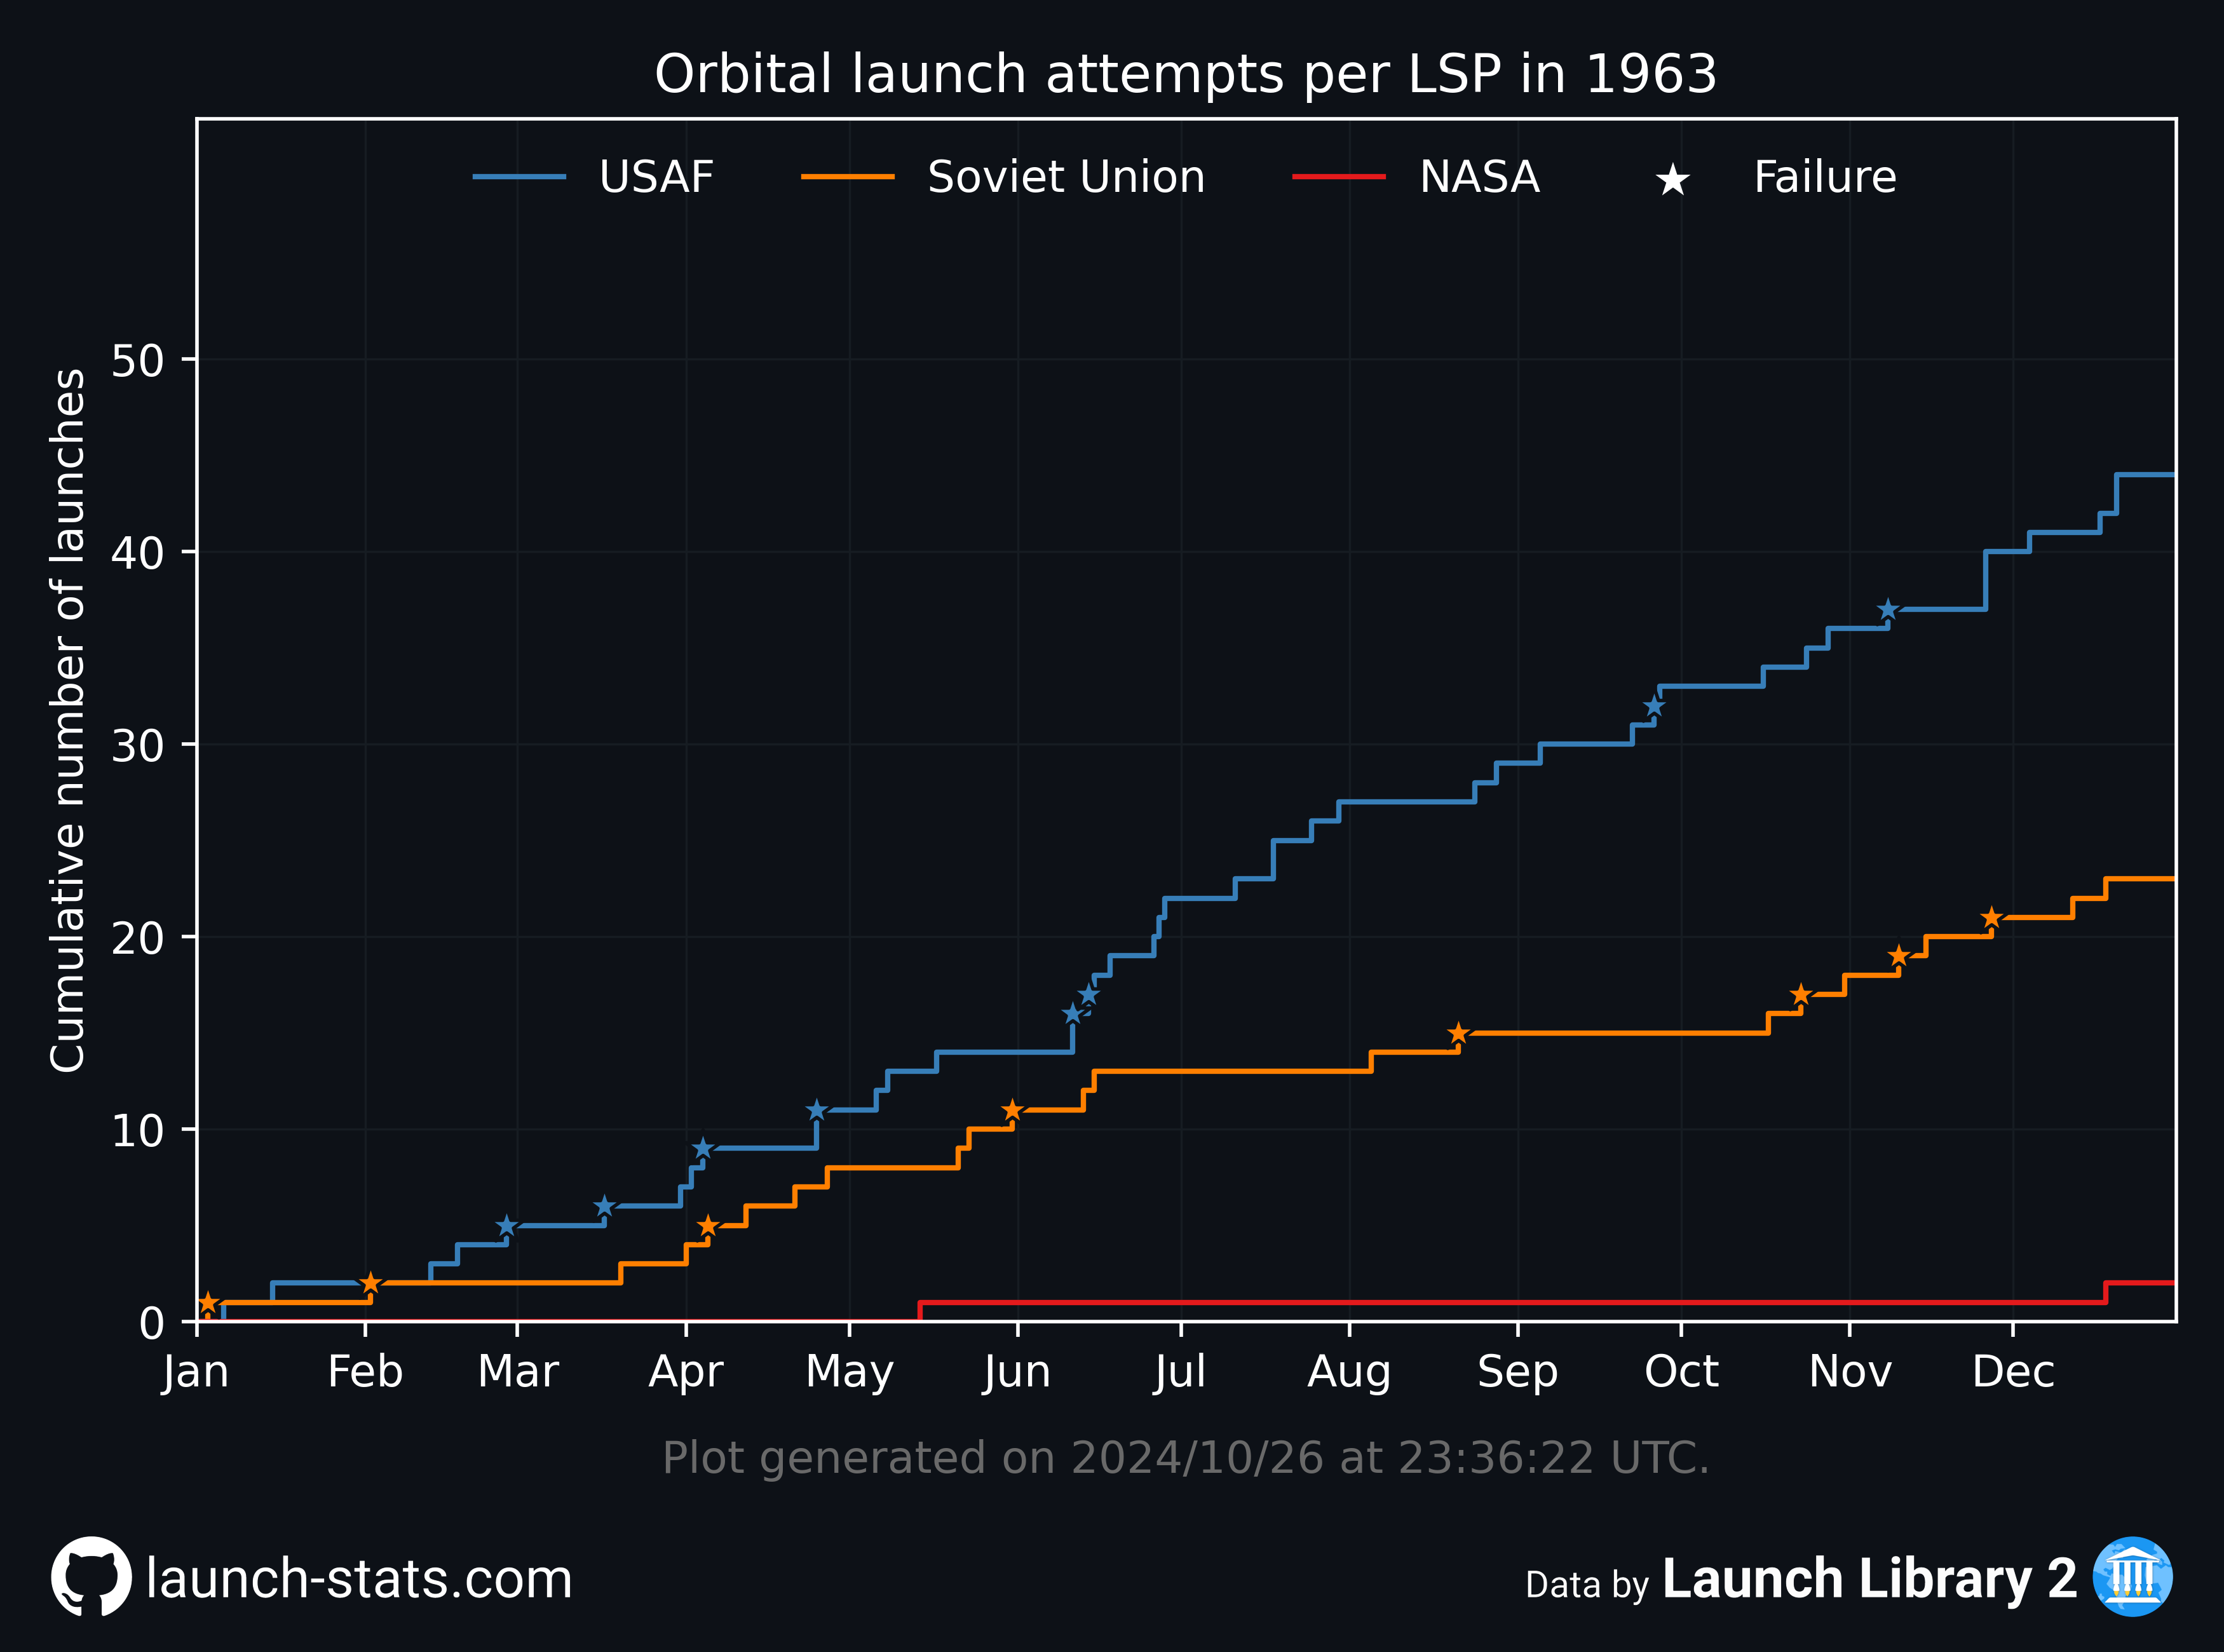 Orbital launch attempts per LSP in 1963
USAF Soviet Union NASA Failure
Cumulative number of launches
50
40
30
20
10
0
Jan Feb Mar Apr May Jun Jul Aug Sep Oct Nov Dec
Plot generated on 2024/10/26 at 23:36:22 UTC.
launch-stats.com
Data by Launch Library 2